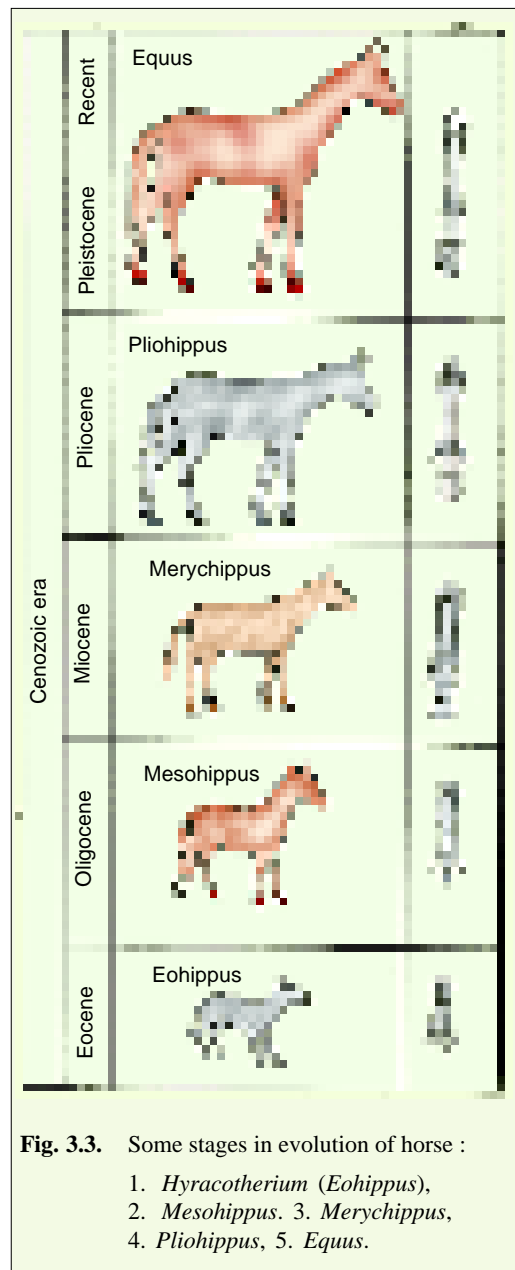 Cenozoic era
Recent
Pleistocene
Equus
Pliocene
Pliohippus
Miocene
Merychippus
Oligocene
Mesohippus
Eocene
Eohippus
Fig. 3.3. Some stages in evolution of horse :
1. Hyracotherium (Eohippus),
2. Mesohippus. 3. Merychippus,
4. Pliohippus, 5. Equus.